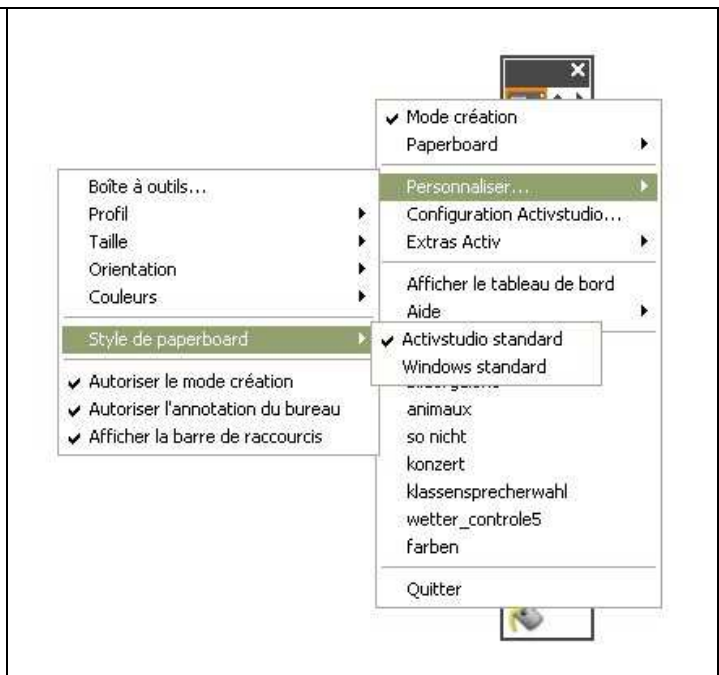 Mode création
Paperboard
Personnaliser...
Configuration Activstudio...
Extras Activ
Afficher le tableau de bord
Aide
Boîte à outils...
Profil
Taille
Orientation
Couleurs
Style de paperboard
Autoriser le mode création
Autoriser l'annotation du bureau
Afficher la barre de raccourcis
Activstudio standard
Windows standard
animaux
so nicht
konzert
klassensprecherwahl
wetter_controle5
farben
Quitter